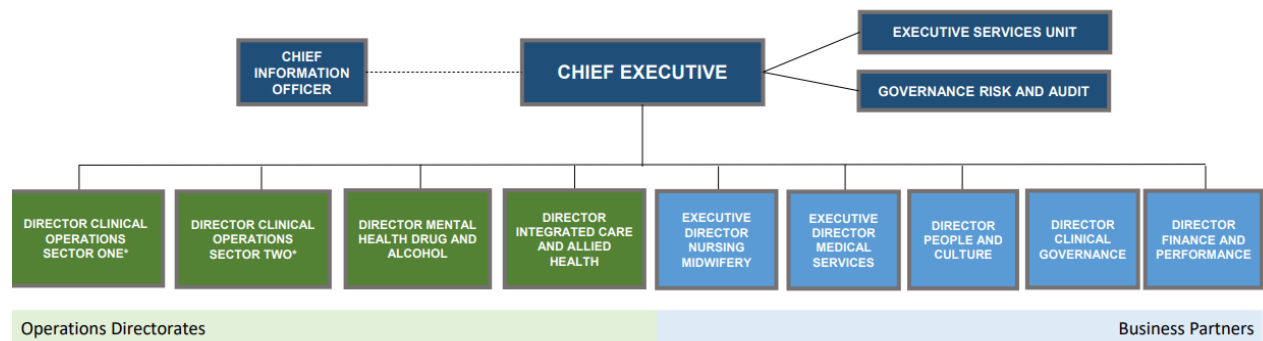 CHIEF
INFORMATION
OFFICER
CHIEF EXECUTIVE
EXECUTIVE SERVICES UNIT
GOVERNANCE RISK AND AUDIT
DIRECTOR CLINICAL
OPERATIONS
SECTOR ONE*
DIRECTOR CLINICAL
OPERATIONS
SECTOR TWO*
DIRECTOR MENTAL
HEALTH DRUG AND
ALCOHOL
DIRECTOR
INTEGRATED CARE
AND ALLIED
HEALTH
EXECUTIVE
DIRECTOR
NURSING
MIDWIFERY
EXECUTIVE
DIRECTOR
MEDICAL
SERVICES
DIRECTOR
PEOPLE AND
CULTURE
DIRECTOR
CLINICAL
GOVERNANCE
DIRECTOR
FINANCE AND
PERFORMANCE
Operations Directorates
Business Partners